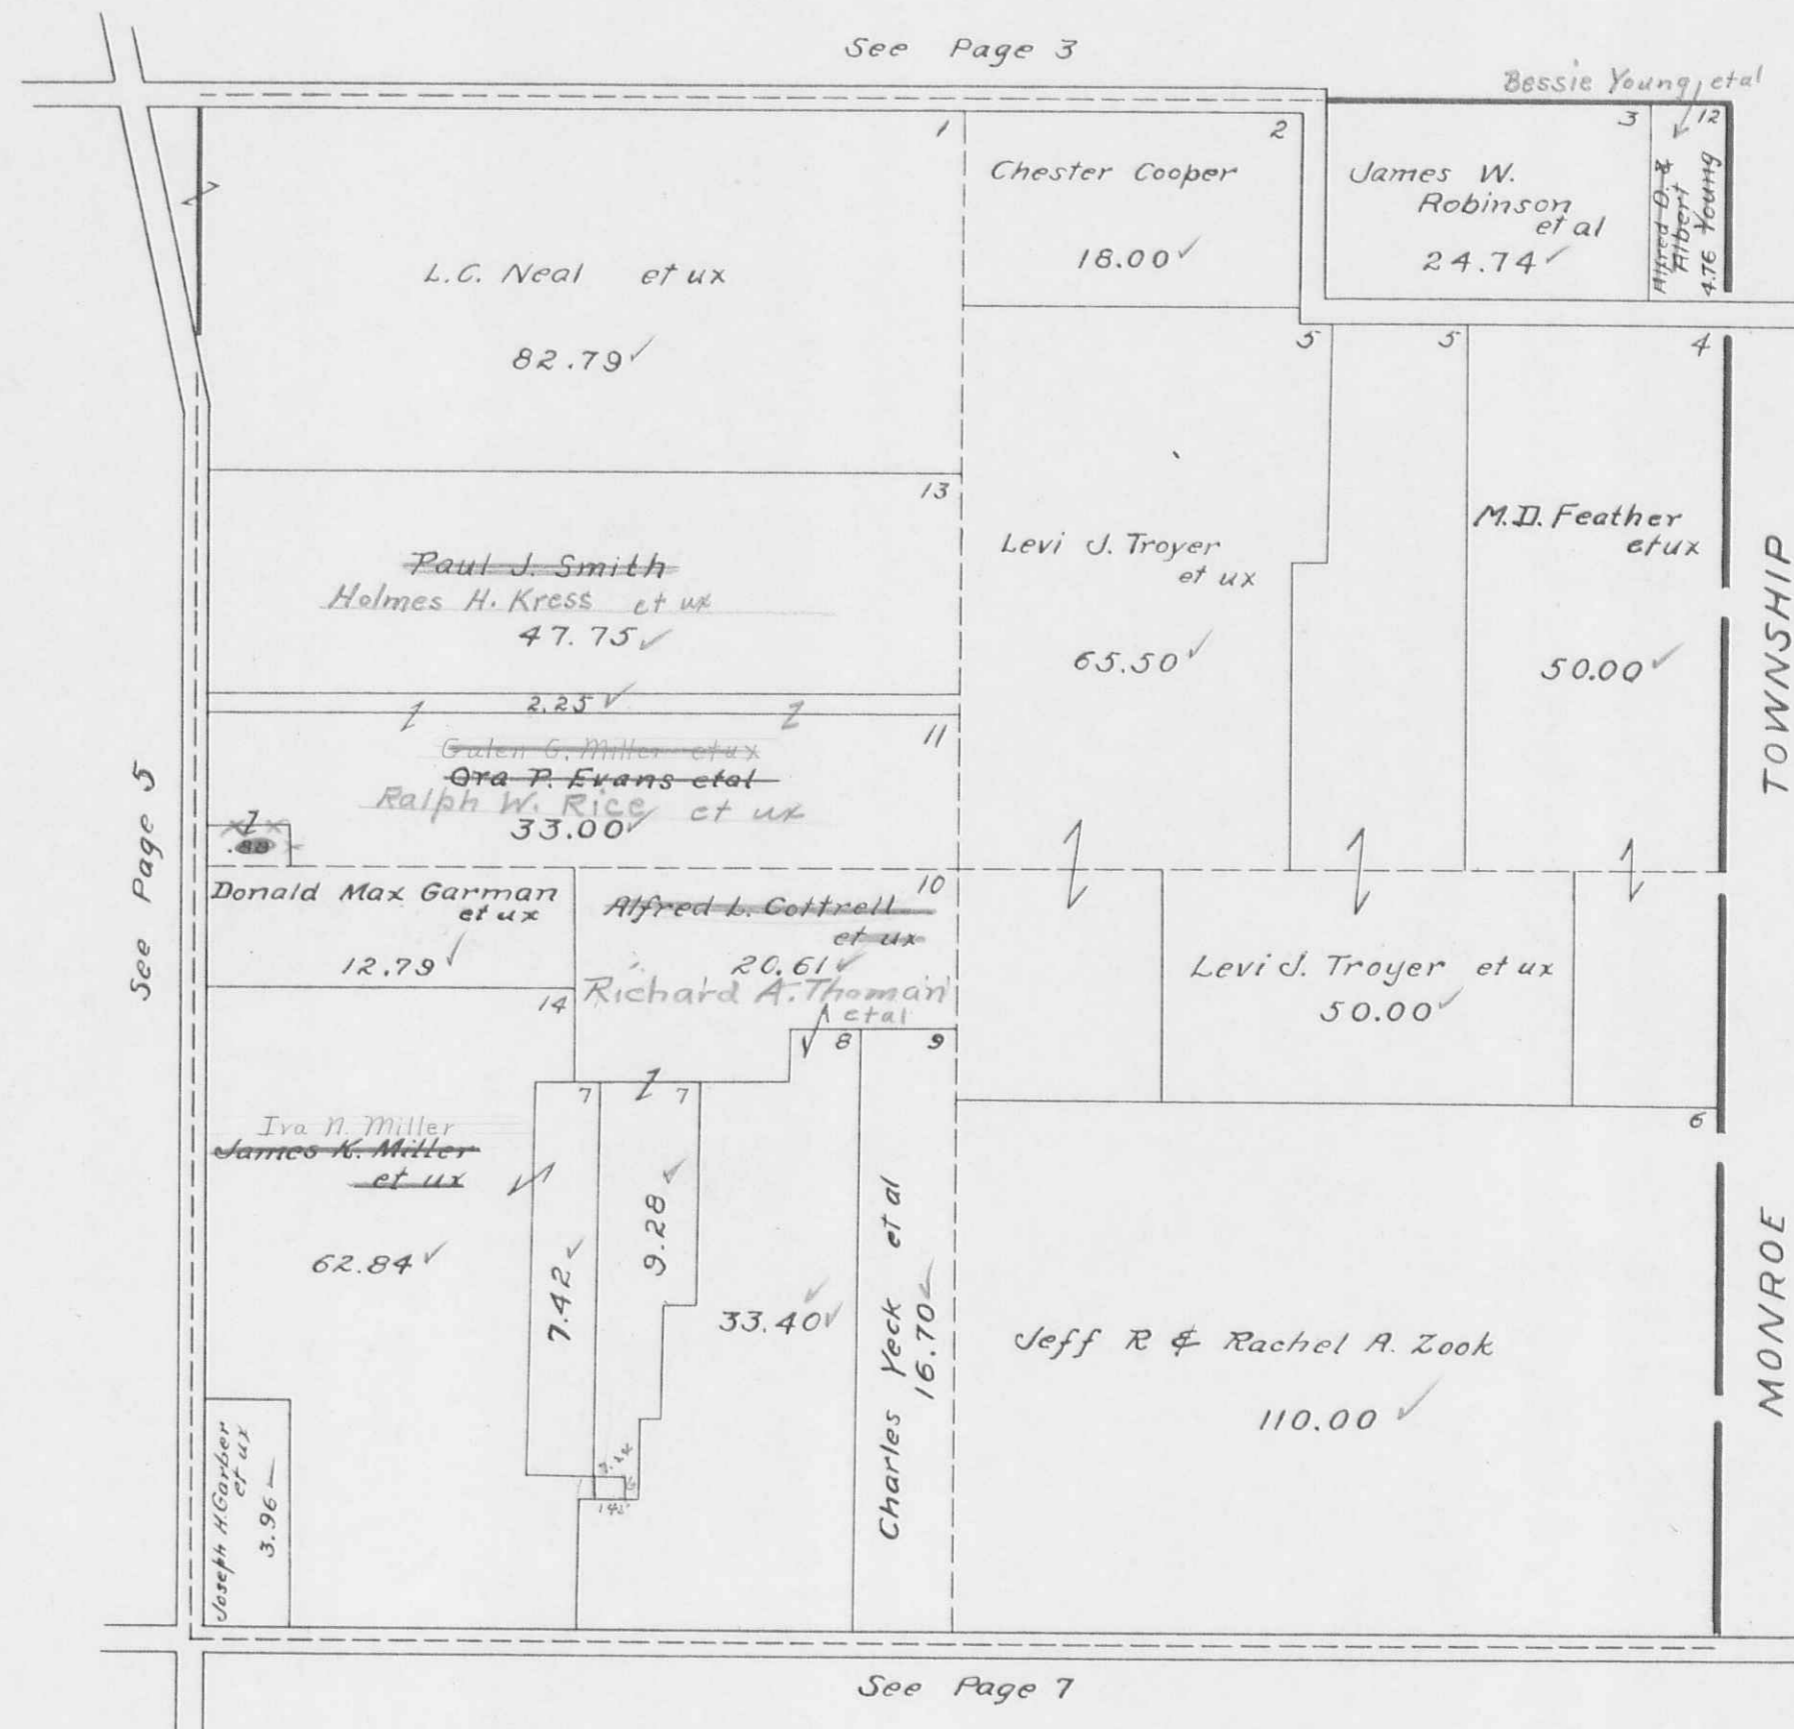 See Page 3
Bessie Young, et al
1
2
3
12
Chester Cooper
18.00
James W.
Robinson
et al
24.74
Alfred D. &
Albert
4.76 Young
L.C. Neal et ux
82.79
5
5
4
13
Paul J. Smith
Holmes H. Kress et ux
47.75
Levi J. Troyer
et ux
65.50
M.D. Feather
et ux
50.00
TOWNSHIP
2.25
11
Galen G. Miller et ux
Ora P. Evans et al
Ralph W. Rice et ux
33.00
.88
See Page 5
Donald Max Garman
et ux
12.79
10
Alfred L. Cottrell
et ux
20.61
Richard A. Thoman
et al
Levi J. Troyer et ux
50.00
14
8
9
7
7
6
Iva N. Miller
James K. Miller
et ux
62.84
7.42
9.28
33.40
Charles Yeck et al
16.70
Jeff R & Rachel A. Zook
110.00
MONROE
Joseph H. Garber
et ux
3.96
See Page 7